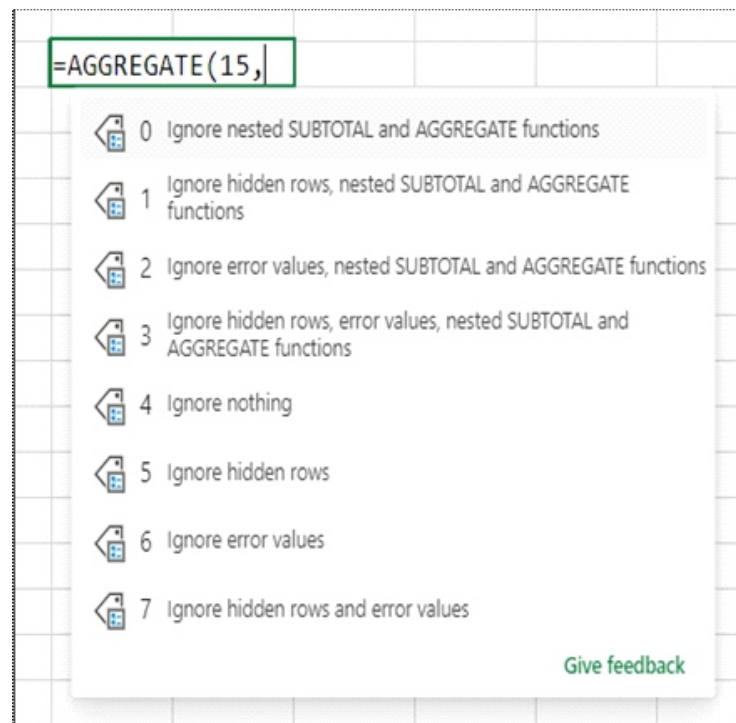 =AGGREGATE(15,
0 Ignore nested SUBTOTAL and AGGREGATE functions
1 Ignore hidden rows, nested SUBTOTAL and AGGREGATE
functions
2 Ignore error values, nested SUBTOTAL and AGGREGATE functions
3 Ignore hidden rows, error values, nested SUBTOTAL and
AGGREGATE functions
4 Ignore nothing
5 Ignore hidden rows
6 Ignore error values
7 Ignore hidden rows and error values
Give feedback